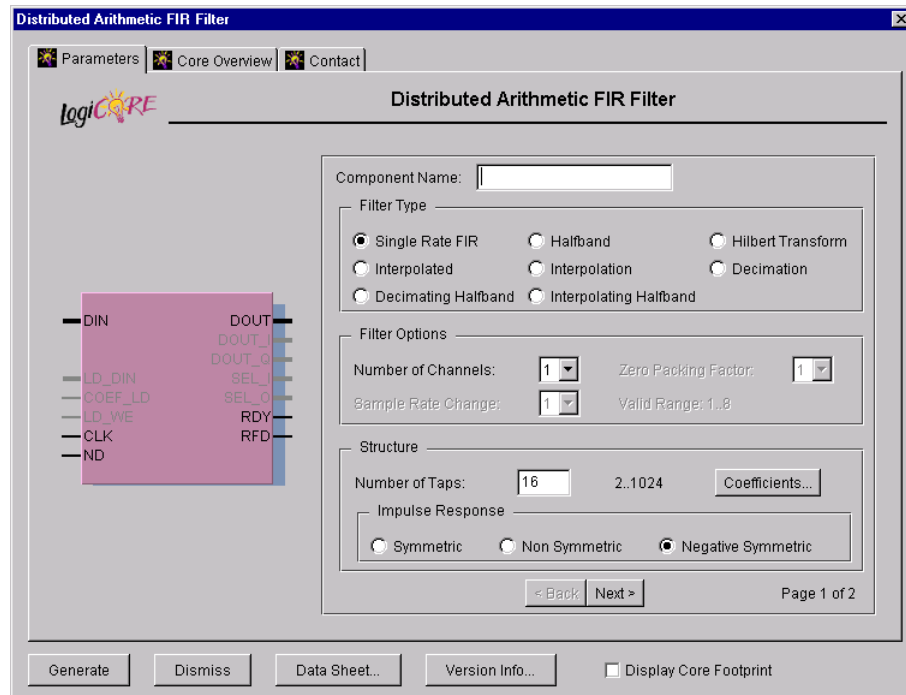 Distributed Arithmetic FIR Filter
Parameters Core Overview Contact
logiCORE
Distributed Arithmetic FIR Filter
Component Name:
Filter Type
Single Rate FIR Halfband Hilbert Transform
Interpolated Interpolation Decimation
Decimating Halfband Interpolating Halfband
Filter Options
Number of Channels: 1 Zero Packing Factor: 1
Sample Rate Change: 1 Valid Range: 1..8
Structure
Number of Taps: 16 2..1024 Coefficients...
Impulse Response
Symmetric Non Symmetric Negative Symmetric
< Back Next > Page 1 of 2
DIN DOUT
DOUT_I
DOUT_Q
LD_DIN SEL_I
COEF_LD SEL_O
LD_WE RDY
CLK RFD
ND
Generate Dismiss Data Sheet... Version Info... Display Core Footprint